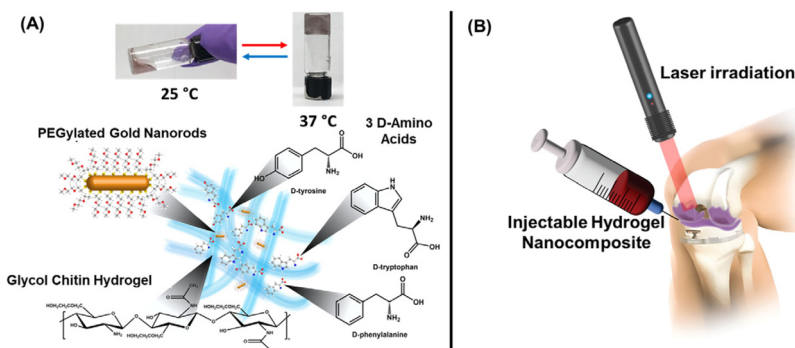 (A)
25 °C
37 °C
PEGylated Gold Nanorods
3 D-Amino
Acids
D-tyrosine
D-tryptophan
D-phenylalanine
Glycol Chitin Hydrogel
(B)
Laser irradiation
Injectable Hydrogel
Nanocomposite